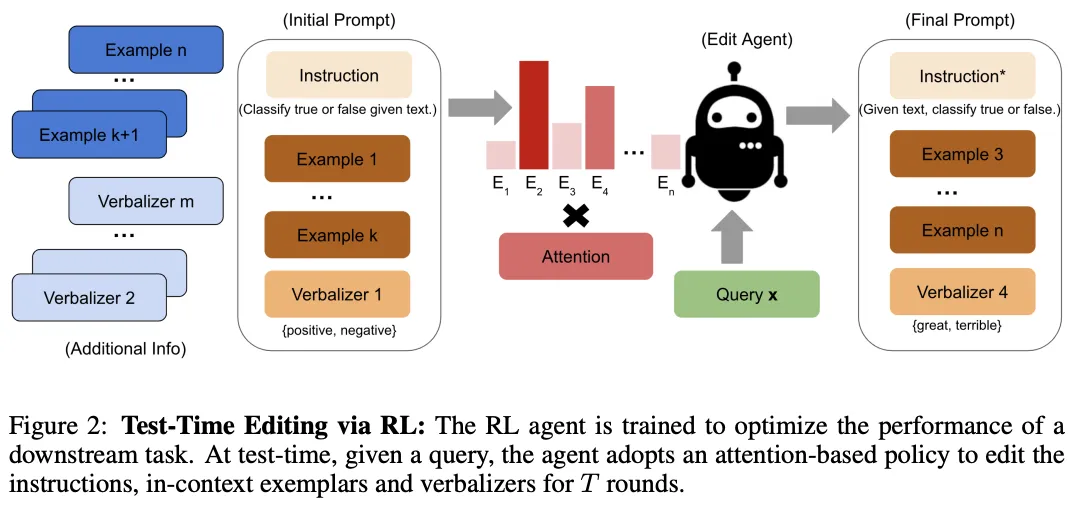 (Initial Prompt)
(Final Prompt)
(Edit Agent)
Example n
...
Example k+1
Verbalizer m
...
Verbalizer 2
(Additional Info)
Instruction
(Classify true or false given text.)
Example 1
...
Example k
Verbalizer 1
{positive, negative}
E1 E2 E3 E4 ... En
Attention
Query x
Instruction*
(Given text, classify true or false.)
Example 3
...
Example n
Verbalizer 4
{great, terrible}
Figure 2: Test-Time Editing via RL: The RL agent is trained to optimize the performance of a
downstream task. At test-time, given a query, the agent adopts an attention-based policy to edit the
instructions, in-context exemplars and verbalizers for T rounds.